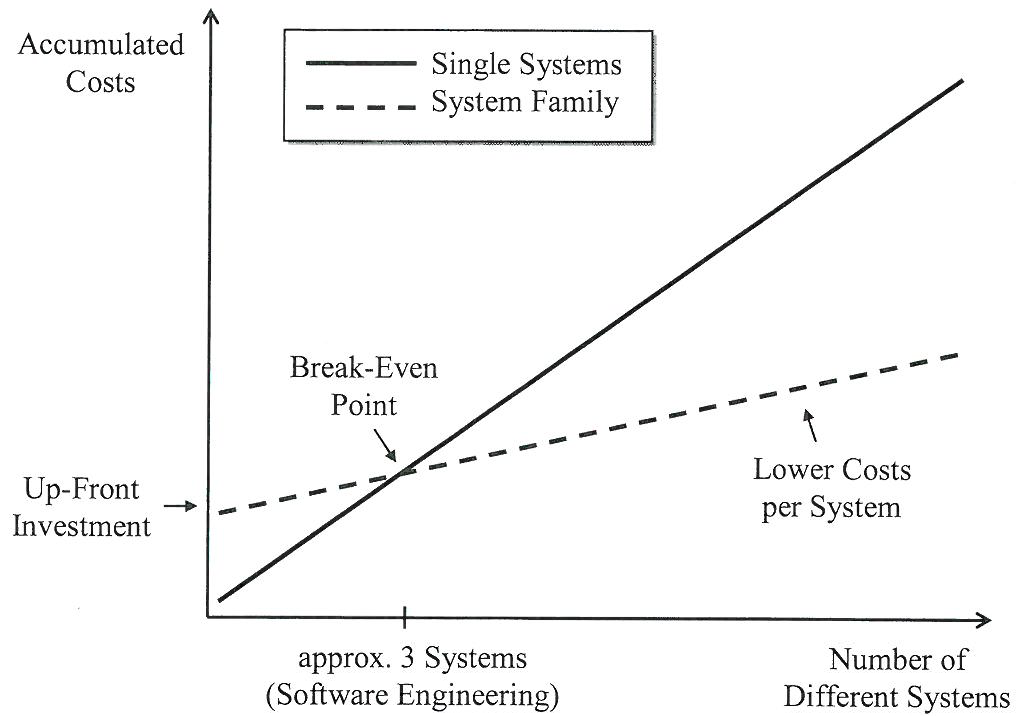 Accumulated
Costs
Single Systems
System Family
Break-Even
Point
Up-Front
Investment
Lower Costs
per System
approx. 3 Systems
(Software Engineering)
Number of
Different Systems